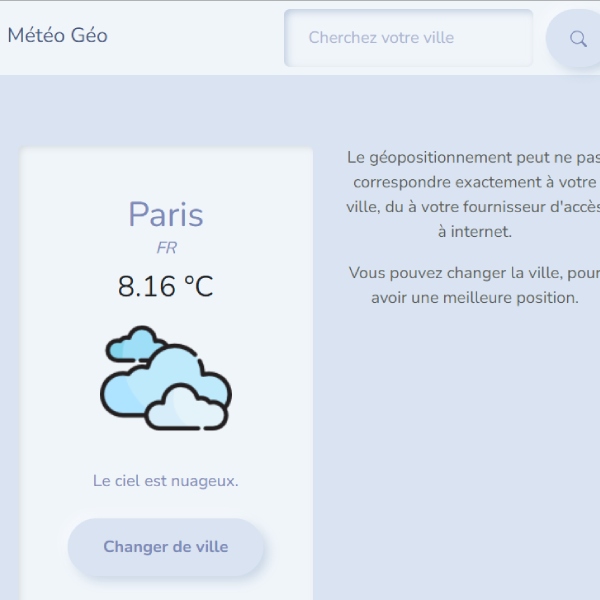 Météo Géo
Cherchez votre ville
Paris
FR
8.16 °C
Le ciel est nuageux.
Changer de ville
Le géopositionnement peut ne pas
correspondre exactement à votre
ville, du à votre fournisseur d'accès
à internet.
Vous pouvez changer la ville, pour
avoir une meilleure position.